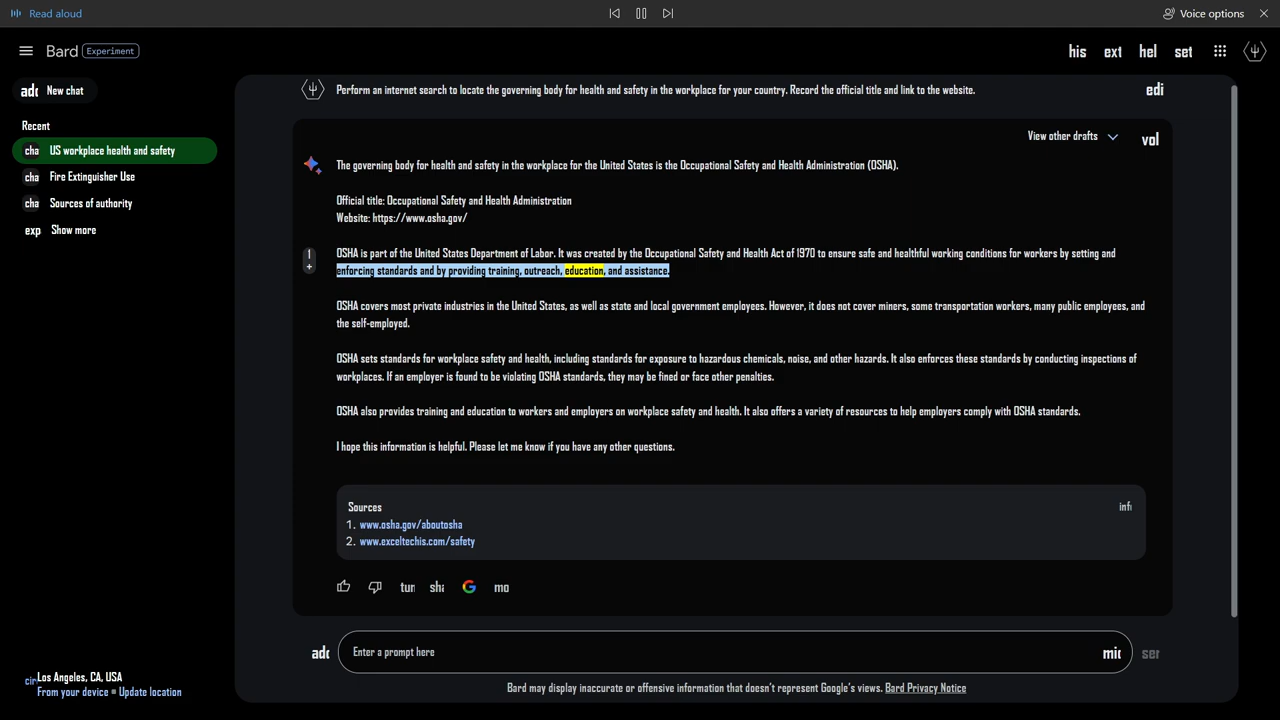 Read aloud
Voice options
Bard Experiment
his ext hel set
add New chat
Recent
cha US workplace health and safety
cha Fire Extinguisher Use
cha Sources of authority
exp Show more
Perform an internet search to locate the governing body for health and safety in the workplace for your country. Record the official title and link to the website.
edi
View other drafts
vol
The governing body for health and safety in the workplace for the United States is the Occupational Safety and Health Administration (OSHA).
Official title: Occupational Safety and Health Administration
Website: https://www.osha.gov/
OSHA is part of the United States Department of Labor. It was created by the Occupational Safety and Health Act of 1970 to ensure safe and healthful working conditions for workers by setting and
enforcing standards and by providing training, outreach, education, and assistance.
OSHA covers most private industries in the United States, as well as state and local government employees. However, it does not cover miners, some transportation workers, many public employees, and
the self-employed.
OSHA sets standards for workplace safety and health, including standards for exposure to hazardous chemicals, noise, and other hazards. It also enforces these standards by conducting inspections of
workplaces. If an employer is found to be violating OSHA standards, they may be fined or face other penalties.
OSHA also provides training and education to workers and employers on workplace safety and health. It also offers a variety of resources to help employers comply with OSHA standards.
I hope this information is helpful. Please let me know if you have any other questions.
Sources
info
1. www.osha.gov/aboutosha
2. www.exceltechis.com/safety
tun sha mo
add Enter a prompt here mic sen
Bard may display inaccurate or offensive information that doesn't represent Google's views. Bard Privacy Notice
circ Los Angeles, CA, USA
From your device • Update location